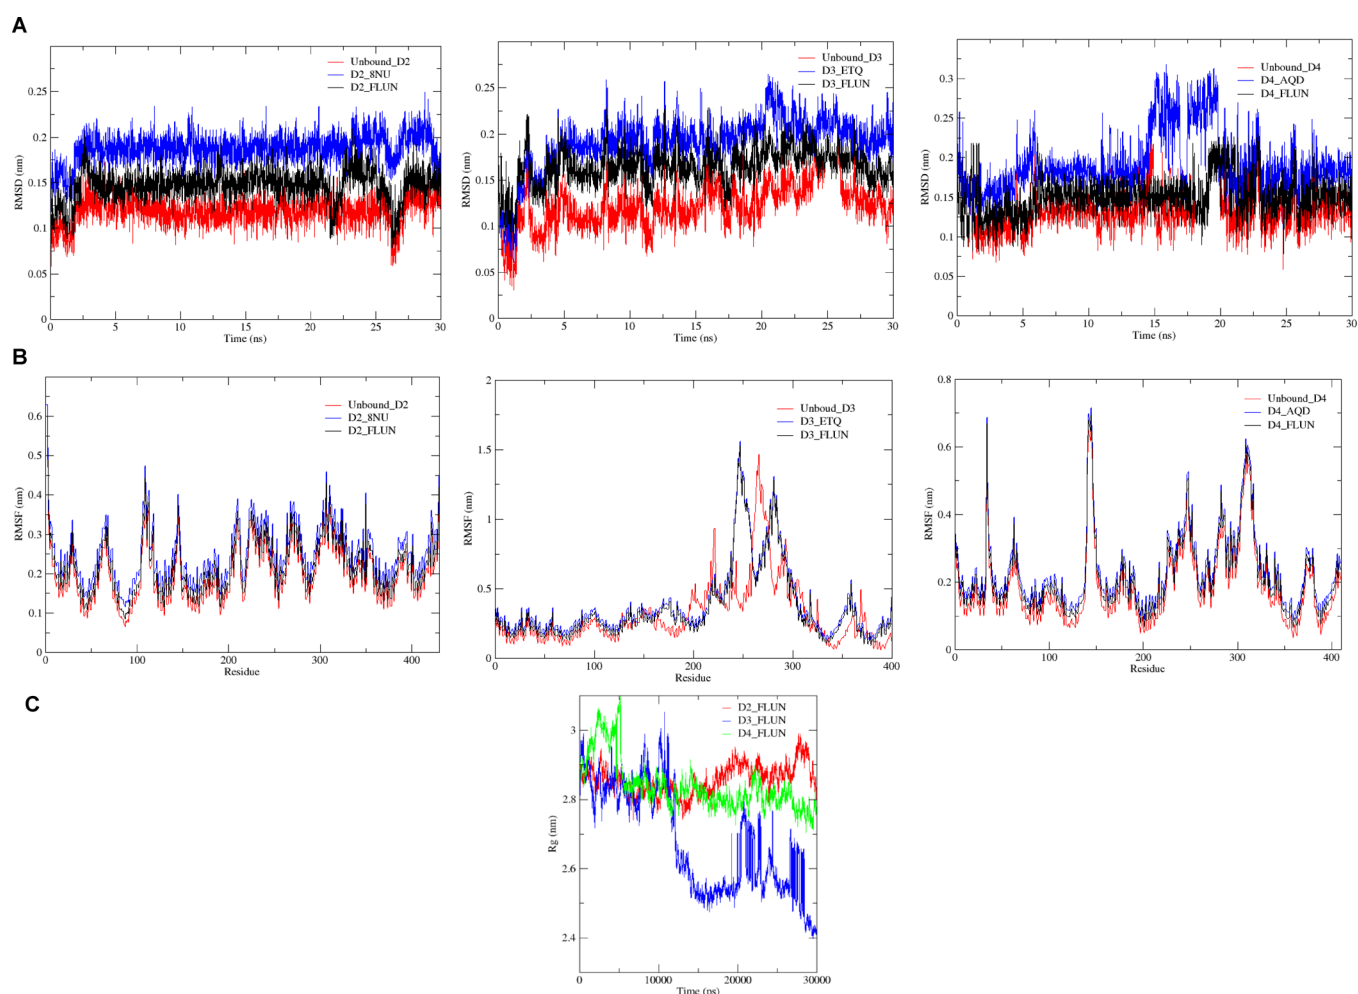 A
Unbound_D2
D2_8NU
D2_FLUN
RMSD (nm)
0.25
0.2
0.15
0.1
0.05
0
0 5 10 15 20 25 30
Time (ns)
Unbound_D3
D3_ETQ
D3_FLUN
RMSD (nm)
0.25
0.2
0.15
0.1
0.05
0
0 5 10 15 20 25 30
Time (ns)
Unbound_D4
D4_AQD
D4_FLUN
RMSD (nm)
0.3
0.25
0.2
0.15
0.1
0.05
0
0 5 10 15 20 25 30
Time (ns)
B
Unbound_D2
D2_8NU
D2_FLUN
RMSF (nm)
0.6
0.5
0.4
0.3
0.2
0.1
0
0 100 200 300 400
Residue
Unboud_D3
D3_ETQ
D3_FLUN
RMSF (nm)
2
1.5
1
0.5
0
0 100 200 300 400
Residue
Unbound_D4
D4_AQD
D4_FLUN
RMSF (nm)
0.8
0.6
0.4
0.2
0
0 100 200 300 400
Residue
C
D2_FLUN
D3_FLUN
D4_FLUN
Rg (nm)
3
2.8
2.6
2.4
0 10000 20000 30000
Time (ps)